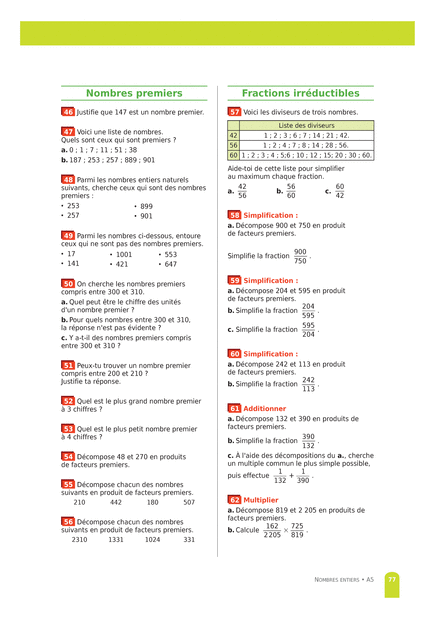 Nombres premiers
46 Justifie que 147 est un nombre premier.
47 Voici une liste de nombres.
Quels sont ceux qui sont premiers ?
a. 0 ; 1 ; 7 ; 11 ; 51 ; 38
b. 187 ; 253 ; 257 ; 889 ; 901
48 Parmi les nombres entiers naturels
suivants, cherche ceux qui sont des nombres
premiers :
• 253 • 899
• 257 • 901
49 Parmi les nombres ci-dessous, entoure
ceux qui ne sont pas des nombres premiers.
• 17 • 1001 • 553
• 141 • 421 • 647
50 On cherche les nombres premiers
compris entre 300 et 310.
a. Quel peut être le chiffre des unités
d'un nombre premier ?
b. Pour quels nombres entre 300 et 310,
la réponse n'est pas évidente ?
c. Y a-t-il des nombres premiers compris
entre 300 et 310 ?
51 Peux-tu trouver un nombre premier
compris entre 200 et 210 ?
Justifie ta réponse.
52 Quel est le plus grand nombre premier
à 3 chiffres ?
53 Quel est le plus petit nombre premier
à 4 chiffres ?
54 Décompose 48 et 270 en produits
de facteurs premiers.
55 Décompose chacun des nombres
suivants en produit de facteurs premiers.
210 442 180 507
56 Décompose chacun des nombres
suivants en produit de facteurs premiers.
2310 1331 1024 331
Fractions irréductibles
57 Voici les diviseurs de trois nombres.
Liste des diviseurs
42 1 ; 2 ; 3 ; 6 ; 7 ; 14 ; 21 ; 42.
56 1 ; 2 ; 4 ; 7 ; 8 ; 14 ; 28 ; 56.
60 1 ; 2 ; 3 ; 4 ; 5;6 ; 10 ; 12 ; 15; 20 ; 30 ; 60.
Aide-toi de cette liste pour simplifier
au maximum chaque fraction.
a. 42/56 b. 56/60 c. 60/42
58 Simplification :
a. Décompose 900 et 750 en produit
de facteurs premiers.
Simplifie la fraction 900/750 .
59 Simplification :
a. Décompose 204 et 595 en produit
de facteurs premiers.
b. Simplifie la fraction 204/595 .
c. Simplifie la fraction 595/204 .
60 Simplification :
a. Décompose 242 et 113 en produit
de facteurs premiers.
b. Simplifie la fraction 242/113 .
61 Additionner
a. Décompose 132 et 390 en produits de
facteurs premiers.
b. Simplifie la fraction 390/132 .
c. À l'aide des décompositions du a., cherche
un multiple commun le plus simple possible,
puis effectue 1/132 + 1/390 .
62 Multiplier
a. Décompose 819 et 2 205 en produits de
facteurs premiers.
b. Calcule 162/2205 × 725/819 .
NOMBRES ENTIERS • A5 77